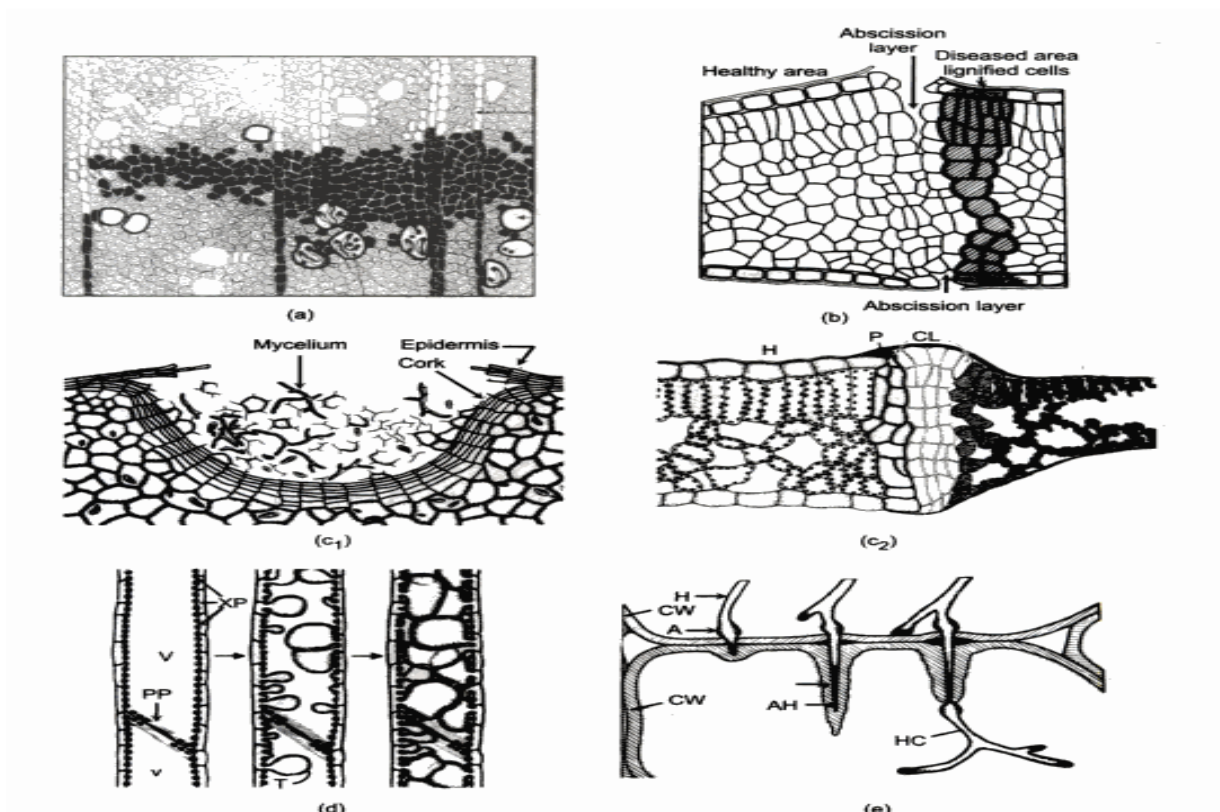 Abscission
layer
Healthy area
Diseased area
lignified cells
(a)
Abscission layer
(b)
Mycelium
Epidermis
Cork
(c₁)
H
P
CL
(c₂)
XP
V
PP
v
T
(d)
H
CW
A
CW
AH
HC
(e)